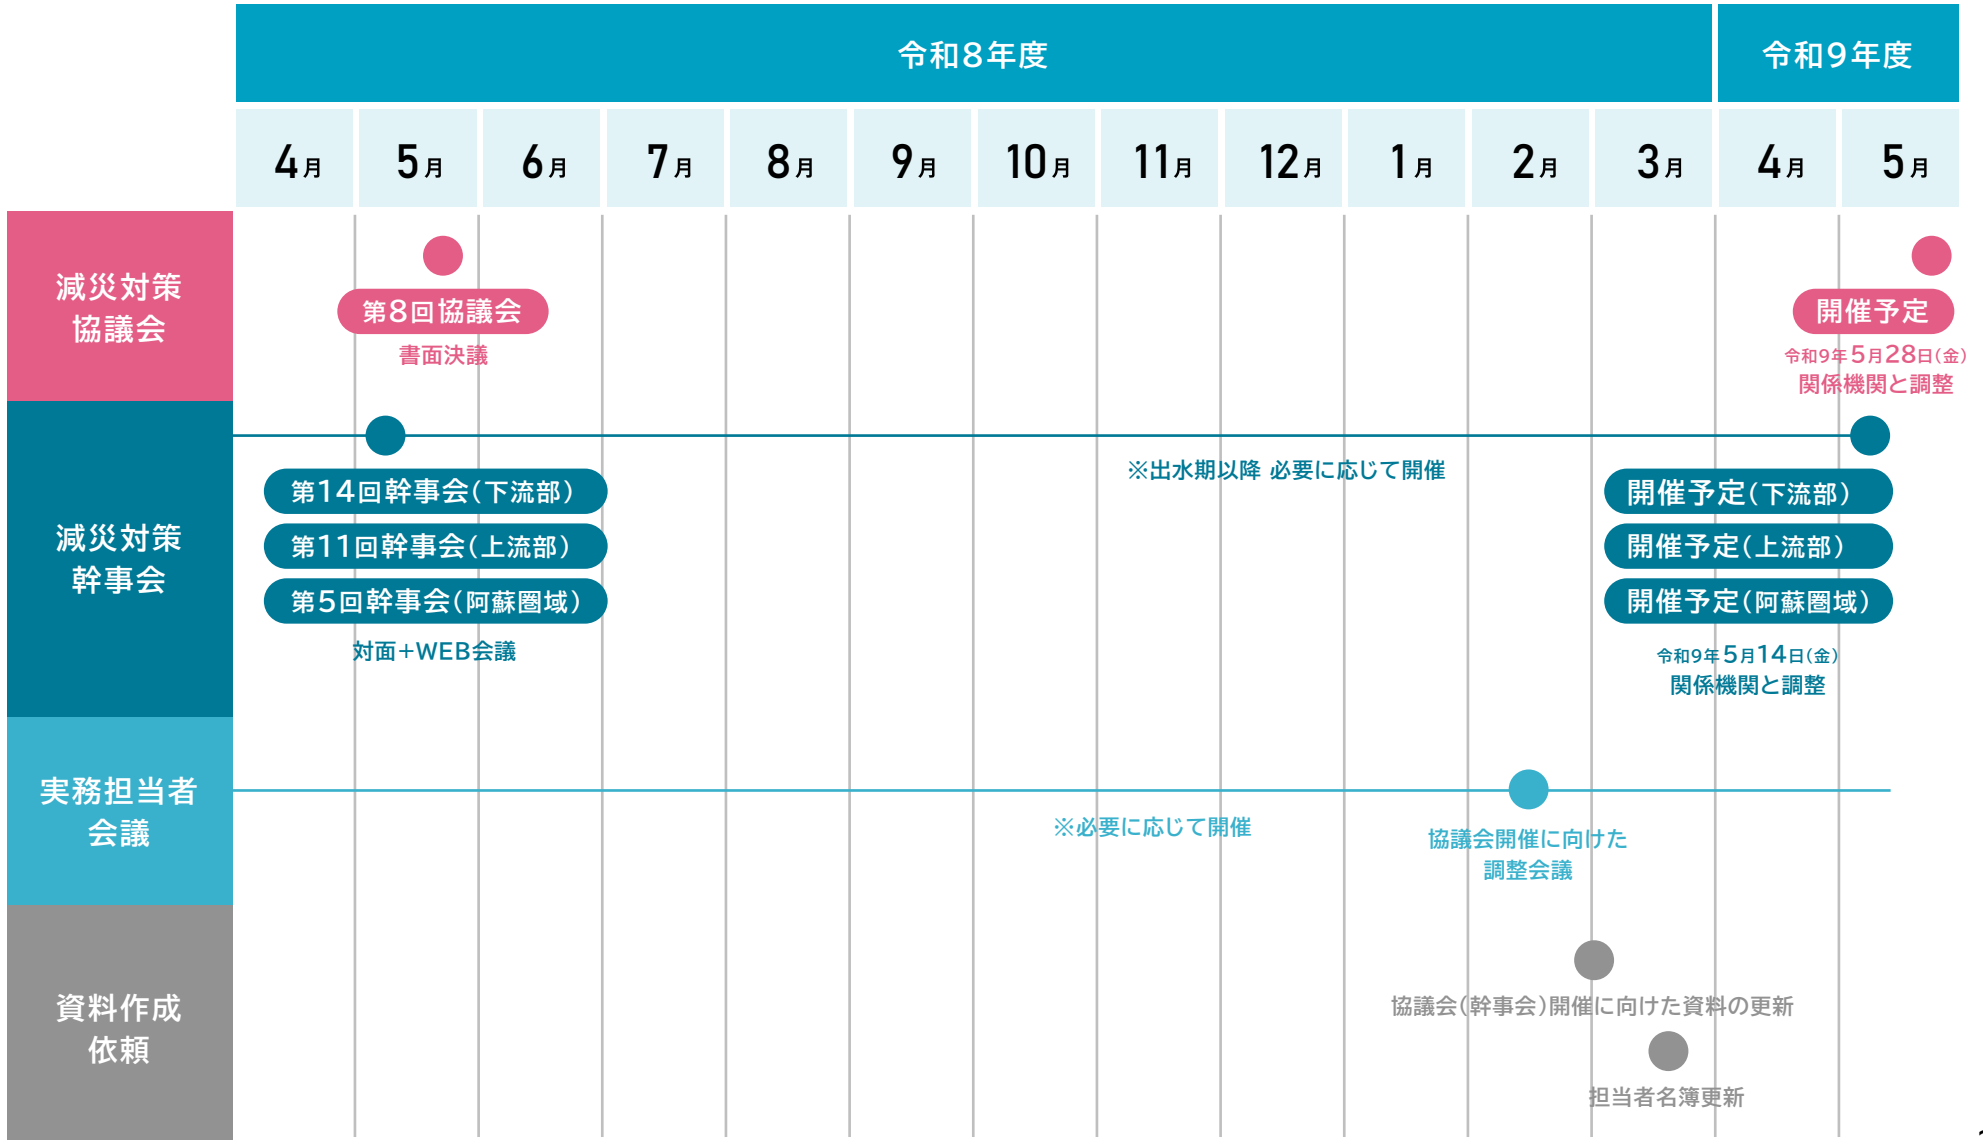 令和8年度
令和9年度
4月
5月
6月
7月
8月
9月
10月
11月
12月
1月
2月
3月
4月
5月
減災対策
協議会
第8回協議会
書面決議
開催予定
令和9年5月28日(金)
関係機関と調整
減災対策
幹事会
※出水期以降 必要に応じて開催
第14回幹事会(下流部)
第11回幹事会(上流部)
第5回幹事会(阿蘇圏域)
対面+WEB会議
開催予定(下流部)
開催予定(上流部)
開催予定(阿蘇圏域)
令和9年5月14日(金)
関係機関と調整
実務担当者
会議
※必要に応じて開催
協議会開催に向けた
調整会議
資料作成
依頼
協議会(幹事会)開催に向けた資料の更新
担当者名簿更新